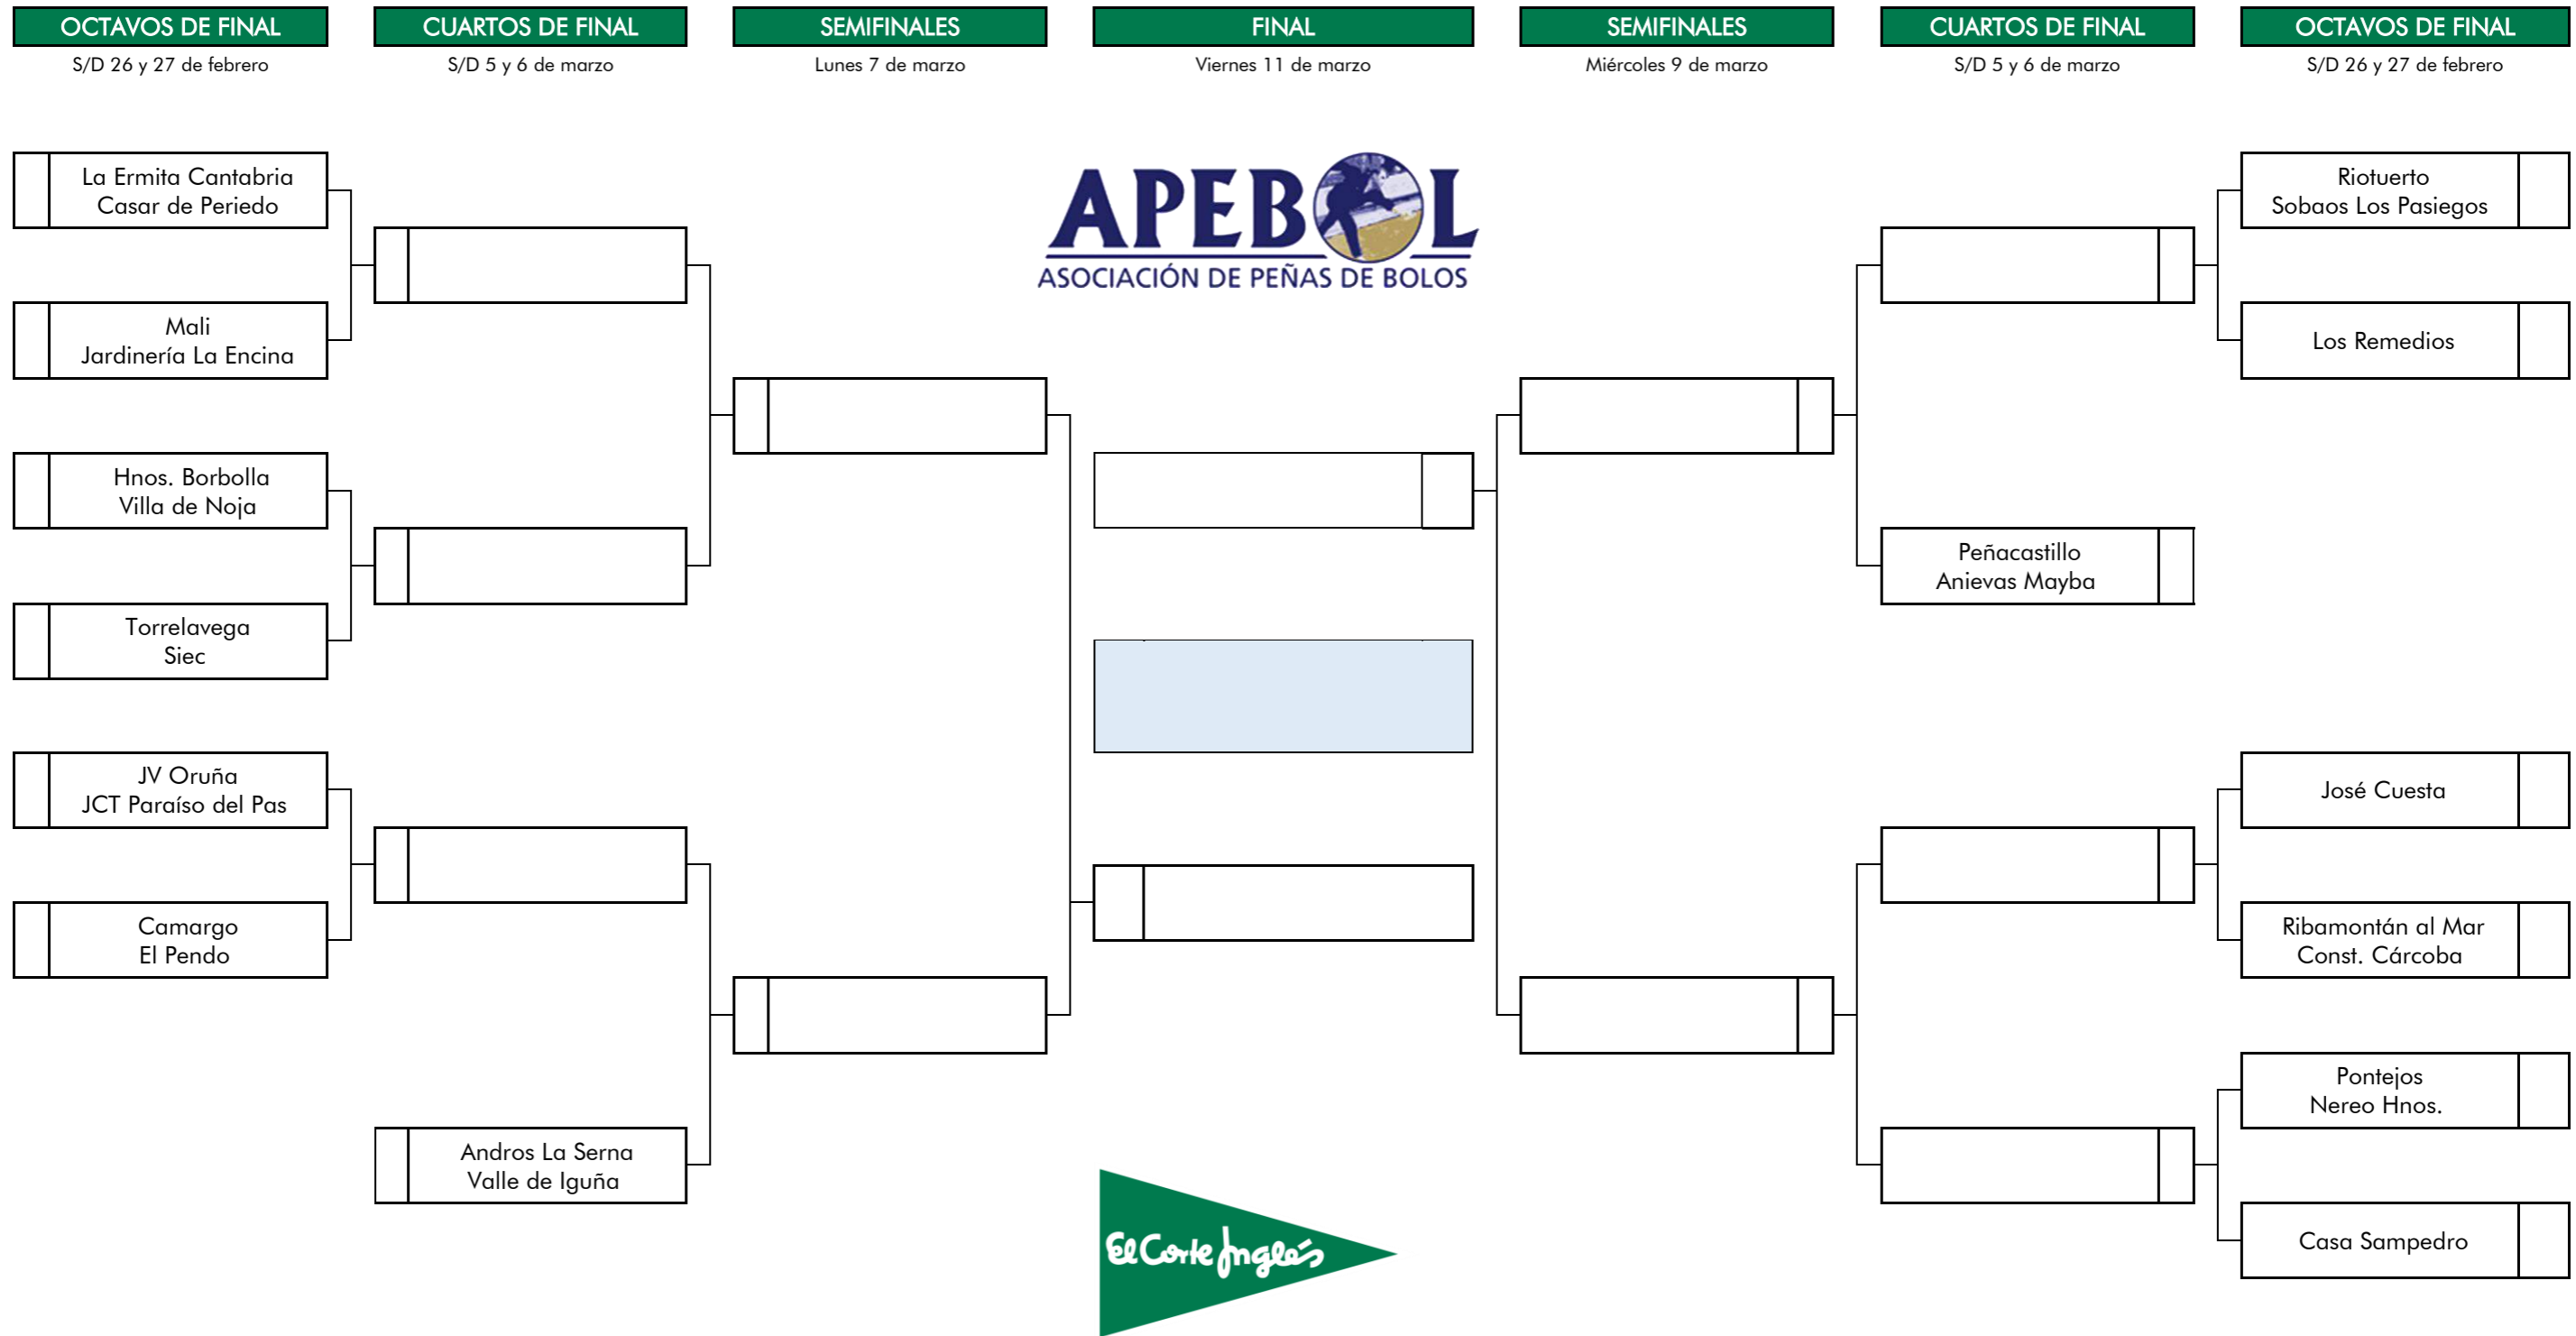 OCTAVOS DE FINAL
CUARTOS DE FINAL
SEMIFINALES
FINAL
SEMIFINALES
CUARTOS DE FINAL
OCTAVOS DE FINAL
S/D 26 y 27 de febrero
S/D 5 y 6 de marzo
Lunes 7 de marzo
Viernes 11 de marzo
Miércoles 9 de marzo
S/D 5 y 6 de marzo
S/D 26 y 27 de febrero
La Ermita Cantabria
Casar de Periedo
Mali
Jardinería La Encina
Hnos. Borbolla
Villa de Noja
Torrelavega
Siec
JV Oruña
JCT Paraíso del Pas
Camargo
El Pendo
Andros La Serna
Valle de Iguña
APEBOL
ASOCIACIÓN DE PEÑAS DE BOLOS
El Corte Inglés
Peñacastillo
Anievas Mayba
Riotuerto
Sobaos Los Pasiegos
Los Remedios
José Cuesta
Ribamontán al Mar
Const. Cárcoba
Pontejos
Nereo Hnos.
Casa Sampedro